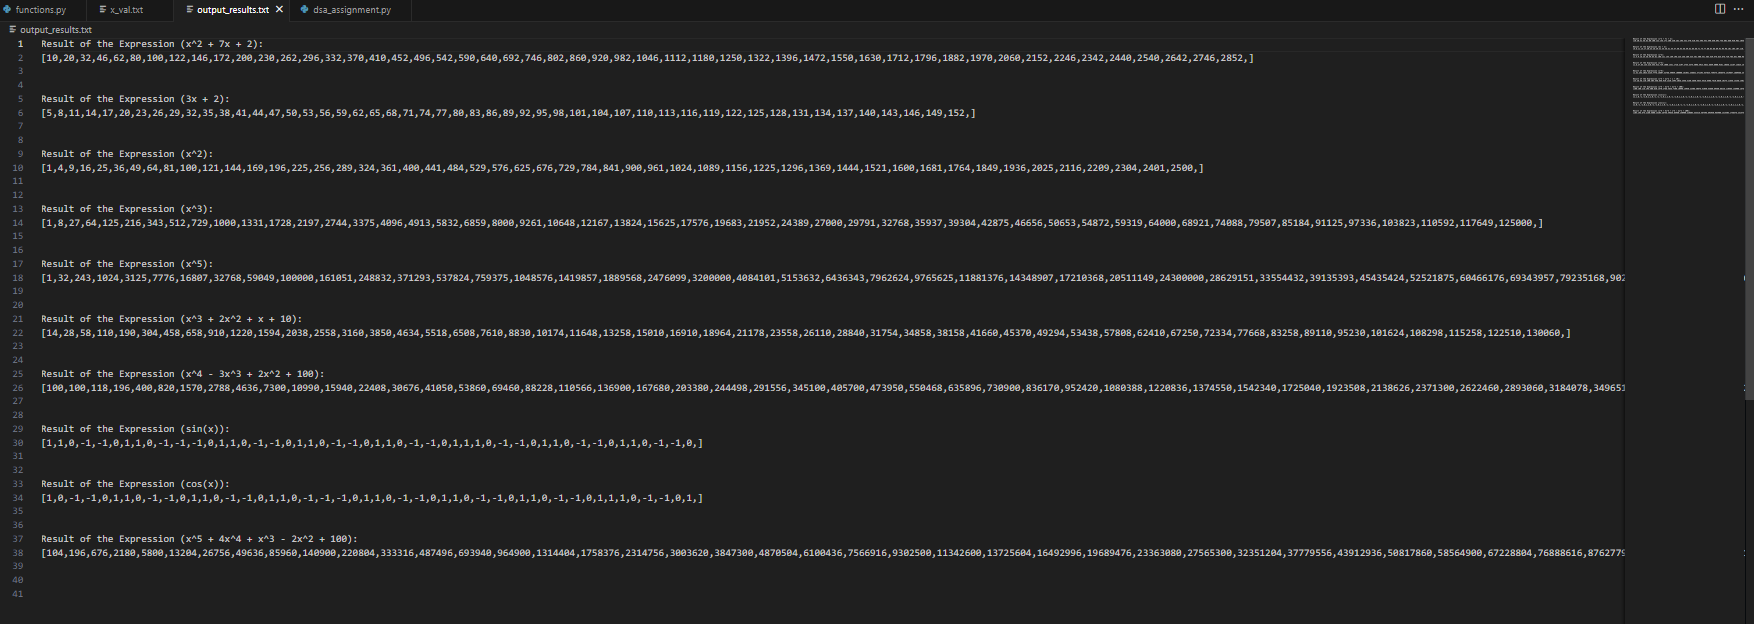 functions.py
x_val.txt
output_results.txt
dsa_assignment.py
output_results.txt
1 Result of the Expression (x^2 + 7x + 2):
2 [10,20,32,46,62,80,100,122,146,172,200,230,262,296,332,370,410,452,496,542,590,640,692,746,802,860,920,982,1046,1112,1180,1250,1322,1396,1472,1550,1630,1712,1796,1882,1970,2060,2152,2246,2342,2440,2540,2642,2746,2852,]
3
4
5 Result of the Expression (3x + 2):
6 [5,8,11,14,17,20,23,26,29,32,35,38,41,44,47,50,53,56,59,62,65,68,71,74,77,80,83,86,89,92,95,98,101,104,107,110,113,116,119,122,125,128,131,134,137,140,143,146,149,152,]
7
8
9 Result of the Expression (x^2):
10 [1,4,9,16,25,36,49,64,81,100,121,144,169,196,225,256,289,324,361,400,441,484,529,576,625,676,729,784,841,900,961,1024,1089,1156,1225,1296,1369,1444,1521,1600,1681,1764,1849,1936,2025,2116,2209,2304,2401,2500,]
11
12
13 Result of the Expression (x^3):
14 [1,8,27,64,125,216,343,512,729,1000,1331,1728,2197,2744,3375,4096,4913,5832,6859,8000,9261,10648,12167,13824,15625,17576,19683,21952,24389,27000,29791,32768,35937,39304,42875,46656,50653,54872,59319,64000,68921,74088,79507,85184,91125,97336,103823,110592,117649,125000,]
15
16
17 Result of the Expression (x^5):
18 [1,32,243,1024,3125,7776,16807,32768,59049,100000,161051,248832,371293,537824,759375,1048576,1419857,1889568,2476099,3200000,4084101,5153632,6436343,7962624,9765625,11881376,14348907,17210368,20511149,24300000,28629151,33554432,39135393,45435424,52521875,60466176,69343957,79235168,902
19
20
21 Result of the Expression (x^3 + 2x^2 + x + 10):
22 [14,28,58,110,190,304,458,658,910,1220,1594,2038,2558,3160,3850,4634,5518,6508,7610,8830,10174,11648,13258,15010,16910,18964,21178,23558,26110,28840,31754,34858,38158,41660,45370,49294,53438,57808,62410,67250,72334,77668,83258,89110,95230,101624,108298,115258,122510,130060,]
23
24
25 Result of the Expression (x^4 - 3x^3 + 2x^2 + 100):
26 [100,100,118,196,400,820,1570,2788,4636,7300,10990,15940,22408,30676,41050,53860,69460,88228,110566,136900,167680,203380,244498,291556,345100,405700,473950,550468,635896,730900,836170,952420,1080388,1220836,1374550,1542340,1725040,1923508,2138626,2371300,2622460,2893060,3184078,349651
27
28
29 Result of the Expression (sin(x)):
30 [1,1,0,-1,-1,0,1,1,0,-1,-1,-1,0,1,1,0,-1,-1,0,1,1,0,-1,-1,0,1,1,0,-1,-1,0,1,1,1,0,-1,-1,0,1,1,0,-1,-1,0,1,1,0,-1,-1,0,]
31
32
33 Result of the Expression (cos(x)):
34 [1,0,-1,-1,0,1,1,0,-1,-1,0,1,1,0,-1,-1,0,1,1,0,-1,-1,-1,0,1,1,0,-1,-1,0,1,1,0,-1,-1,0,1,1,0,-1,-1,0,1,1,1,0,-1,-1,0,1,]
35
36
37 Result of the Expression (x^5 + 4x^4 + x^3 - 2x^2 + 100):
38 [104,196,676,2180,5800,13204,26756,49636,85960,140900,220804,333316,487496,693940,964900,1314404,1758376,2314756,3003620,3847300,4870504,6100436,7566916,9302500,11342600,13725604,16492996,19689476,23363080,27565300,32351204,37779556,43912936,50817860,58564900,67228804,76888616,8762779
39
40
41